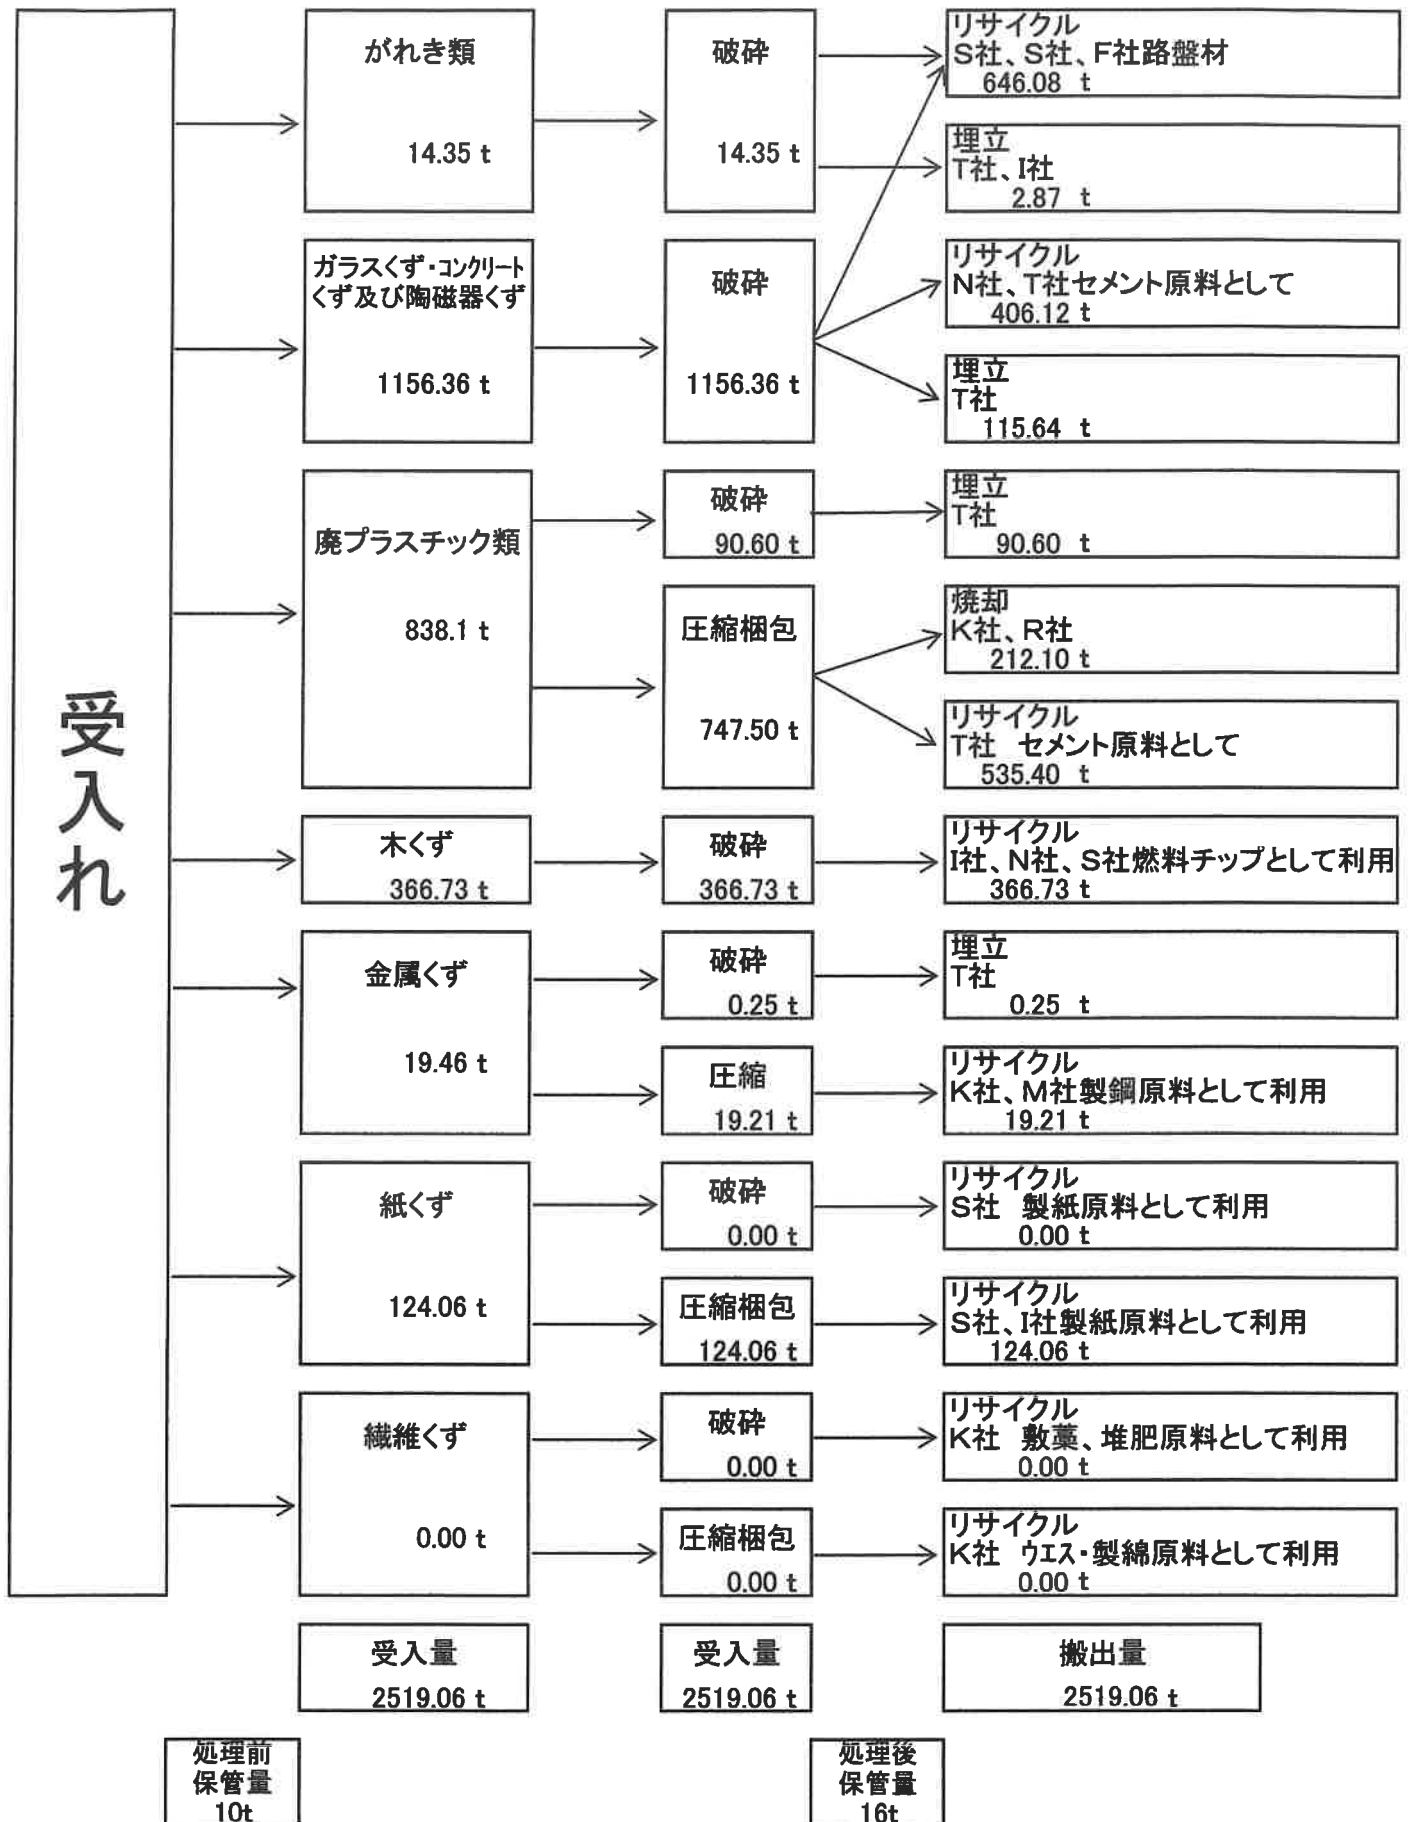 受入れ
がれき類
14.35 t
破砕
14.35 t
リサイクル
S社、S社、F社路盤材
646.08 t
埋立
T社、I社
2.87 t
ガラスくず・コンクリート
くず及び陶磁器くず
1156.36 t
破砕
1156.36 t
リサイクル
N社、T社セメント原料として
406.12 t
埋立
T社
115.64 t
廃プラスチック類
838.1 t
破砕
90.60 t
埋立
T社
90.60 t
圧縮梱包
747.50 t
焼却
K社、R社
212.10 t
リサイクル
T社 セメント原料として
535.40 t
木くず
366.73 t
破砕
366.73 t
リサイクル
I社、N社、S社燃料チップとして利用
366.73 t
金属くず
19.46 t
破砕
0.25 t
埋立
T社
0.25 t
圧縮
19.21 t
リサイクル
K社、M社製鋼原料として利用
19.21 t
紙くず
124.06 t
破砕
0.00 t
リサイクル
S社 製紙原料として利用
0.00 t
圧縮梱包
124.06 t
リサイクル
S社、I社製紙原料として利用
124.06 t
繊維くず
0.00 t
破砕
0.00 t
リサイクル
K社 敷藁、堆肥原料として利用
0.00 t
圧縮梱包
0.00 t
リサイクル
K社 ウエス・製綿原料として利用
0.00 t
受入量
2519.06 t
受入量
2519.06 t
搬出量
2519.06 t
処理前
保管量
10t
処理後
保管量
16t